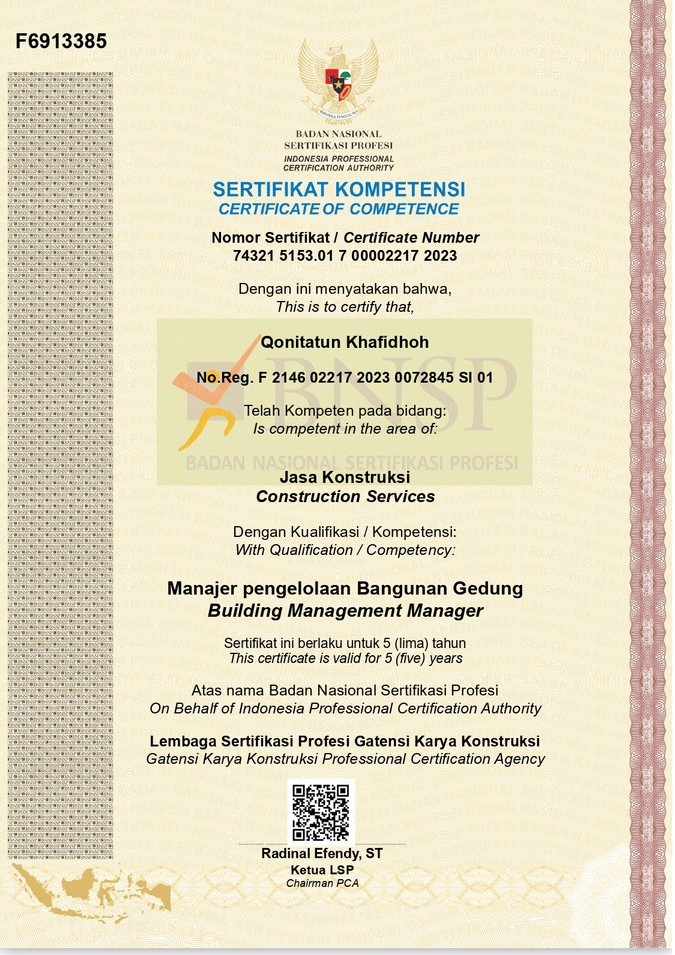 F6913385
BADAN NASIONAL
SERTIFIKASI PROFESI
INDONESIA PROFESSIONAL
CERTIFICATION AUTHORITY
SERTIFIKAT KOMPETENSI
CERTIFICATE OF COMPETENCE
Nomor Sertifikat / Certificate Number
74321 5153.01 7 00002217 2023
Dengan ini menyatakan bahwa,
This is to certify that,
Qonitatun Khafidhoh
BNSP
No.Reg. F 2146 02217 2023 0072845 SI 01
Telah Kompeten pada bidang:
Is competent in the area of:
BADAN NASIONAL SERTIFIKASI PROFESI
Jasa Konstruksi
Construction Services
Dengan Kualifikasi / Kompetensi:
With Qualification / Competency:
Manajer pengelolaan Bangunan Gedung
Building Management Manager
Sertifikat ini berlaku untuk 5 (lima) tahun
This certificate is valid for 5 (five) years
Atas nama Badan Nasional Sertifikasi Profesi
On Behalf of Indonesia Professional Certification Authority
Lembaga Sertifikasi Profesi Gatensi Karya Konstruksi
Gatensi Karya Konstruksi Professional Certification Agency
Radinal Efendy, ST
Ketua LSP
Chairman PCA